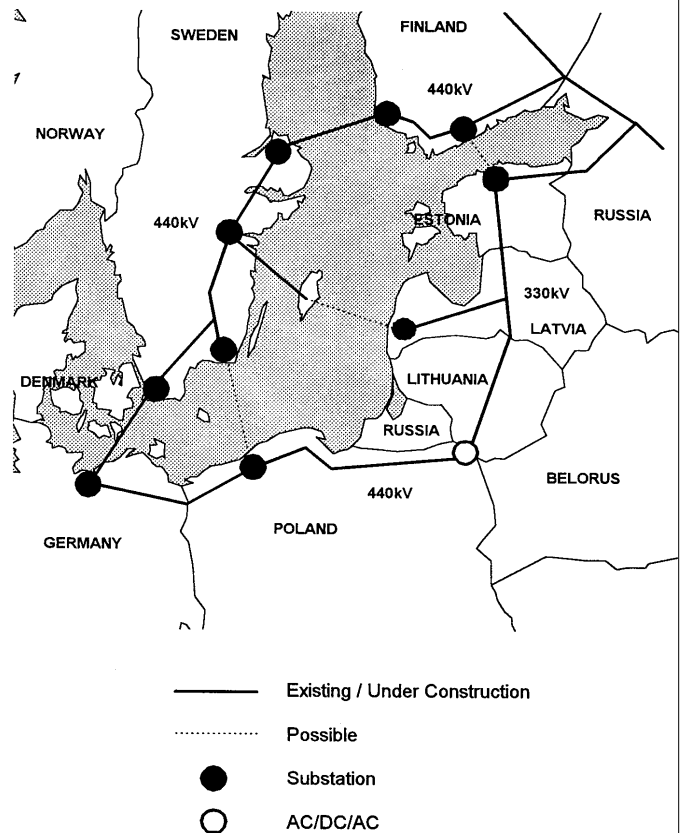 SWEDEN
FINLAND
440kV
NORWAY
440kV
ESTONIA
RUSSIA
330kV
LATVIA
DENMARK
LITHUANIA
RUSSIA
BELORUS
440kV
POLAND
GERMANY
Existing / Under Construction
Possible
Substation
AC/DC/AC